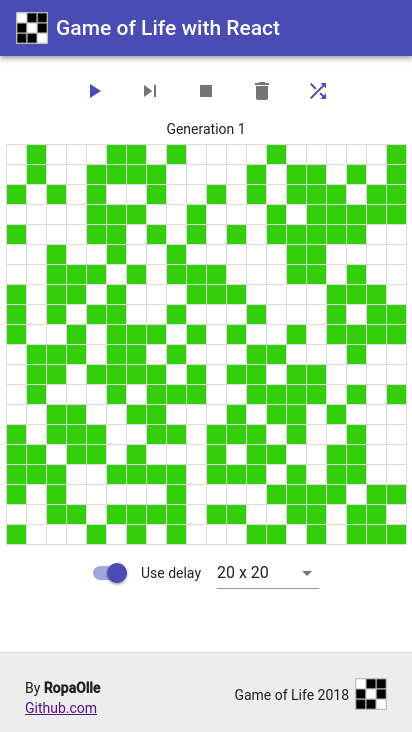 Game of Life with React
Generation 1
Use delay 20 x 20
By RopaOlle
Github.com
Game of Life 2018